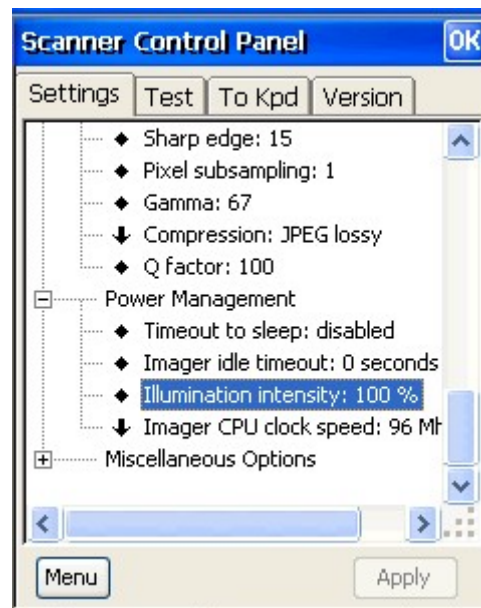 Scanner Control Panel OK
Settings Test To Kpd Version
Sharp edge: 15
Pixel subsampling: 1
Gamma: 67
Compression: JPEG lossy
Q factor: 100
Power Management
Timeout to sleep: disabled
Imager idle timeout: 0 seconds
Illumination intensity: 100 %
Imager CPU clock speed: 96 Mh
Miscellaneous Options
Menu Apply